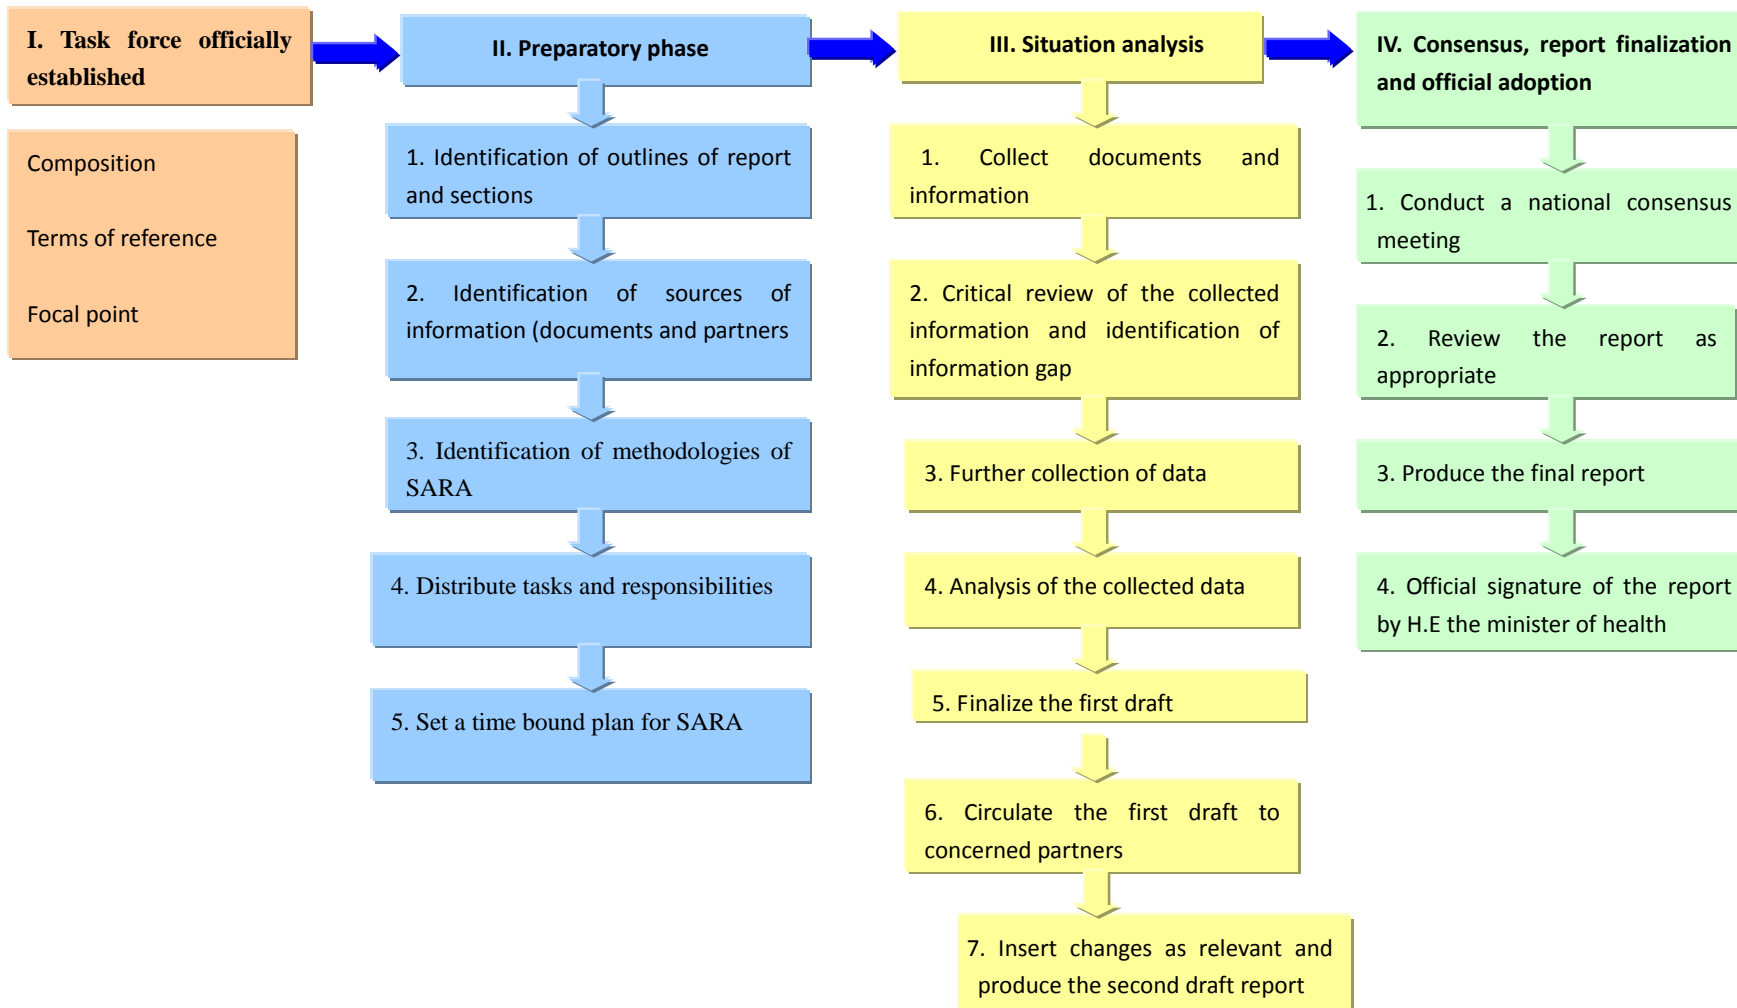 I. Task force officially
established
Composition
Terms of reference
Focal point
II. Preparatory phase
1. Identification of outlines of report
and sections
2. Identification of sources of
information (documents and partners
3. Identification of methodologies of
SARA
4. Distribute tasks and responsibilities
5. Set a time bound plan for SARA
III. Situation analysis
1. Collect documents and
information
2. Critical review of the collected
information and identification of
information gap
3. Further collection of data
4. Analysis of the collected data
5. Finalize the first draft
6. Circulate the first draft to
concerned partners
7. Insert changes as relevant and
produce the second draft report
IV. Consensus, report finalization
and official adoption
1. Conduct a national consensus
meeting
2. Review the report as
appropriate
3. Produce the final report
4. Official signature of the report
by H.E the minister of health